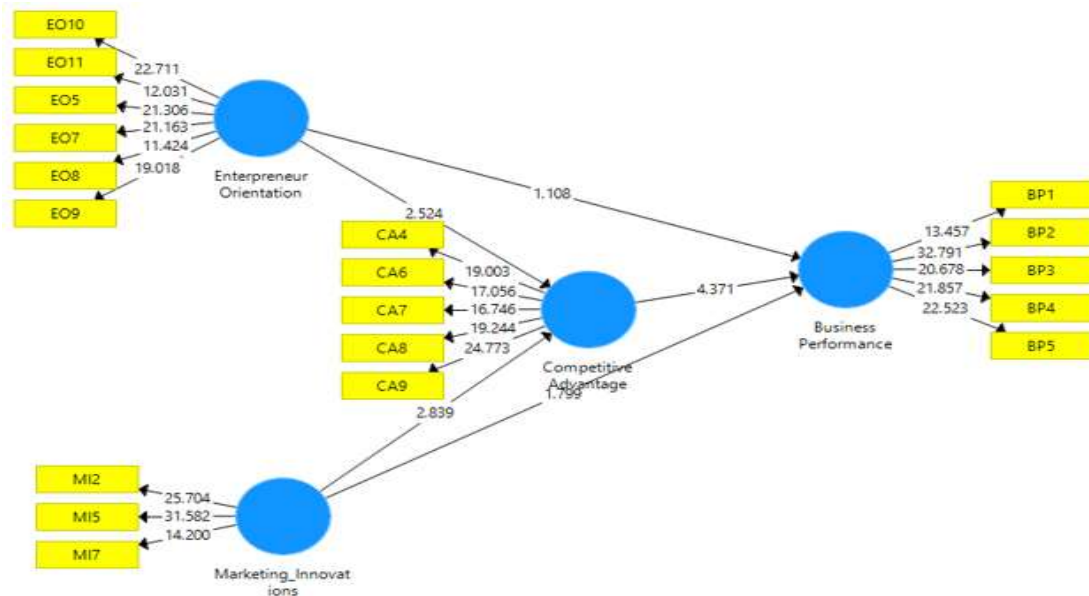 EO10
EO11
EO5
EO7
EO8
EO9
22.711
12.031
21.306
21.163
11.424
19.018
Enterpreneur
Orientation
1.108
2.524
CA4
CA6
CA7
CA8
CA9
19.003
17.056
16.746
19.244
24.773
Competitive
Advantage
4.371
1.799
2.839
BP1
BP2
BP3
BP4
BP5
13.457
32.791
20.678
21.857
22.523
Business
Performance
MI2
MI5
MI7
25.704
31.582
14.200
Marketing_Innovat
ions